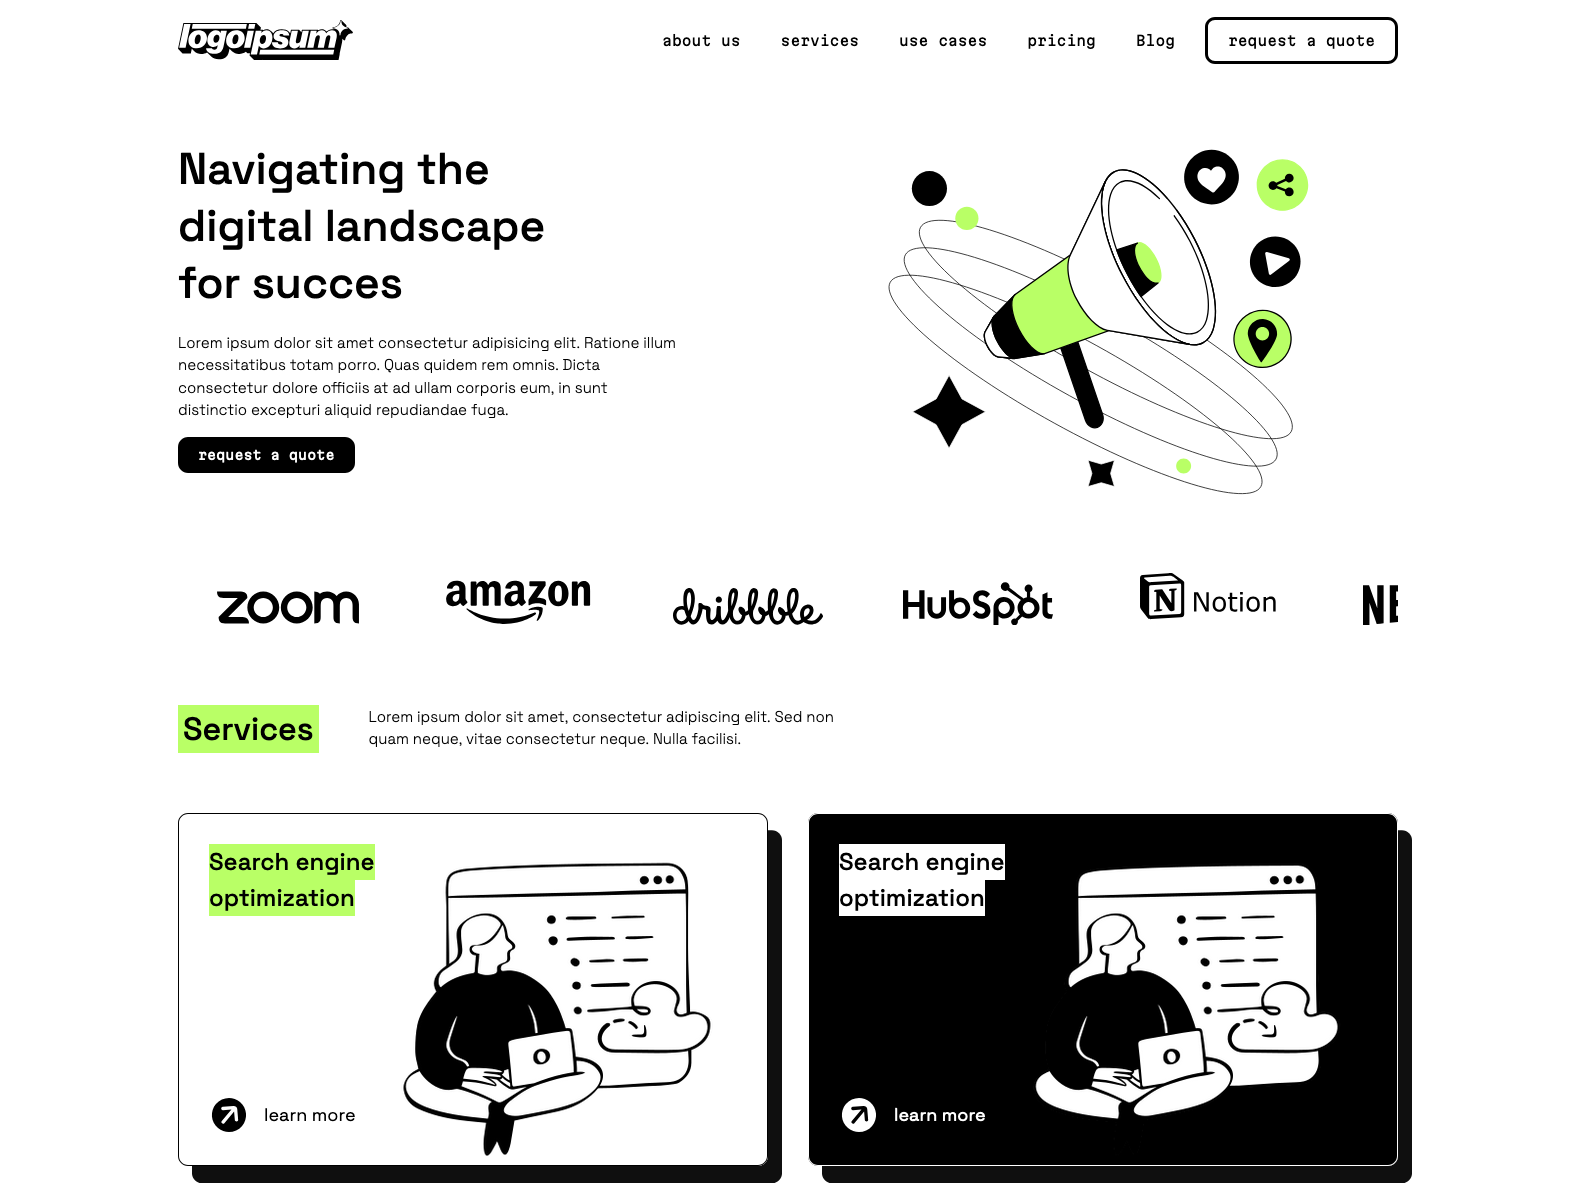 logoipsum
about us services use cases pricing Blog request a quote
Navigating the
digital landscape
for succes
Lorem ipsum dolor sit amet consectetur adipisicing elit. Ratione illum
necessitatibus totam porro. Quas quidem rem omnis. Dicta
consectetur dolore officiis at ad ullam corporis eum, in sunt
distinctio excepturi aliquid repudiandae fuga.
request a quote
zoom amazon dribbble HubSpot Notion NE
Services
Lorem ipsum dolor sit amet, consectetur adipiscing elit. Sed non
quam neque, vitae consectetur neque. Nulla facilisi.
Search engine
optimization
learn more
Search engine
optimization
learn more